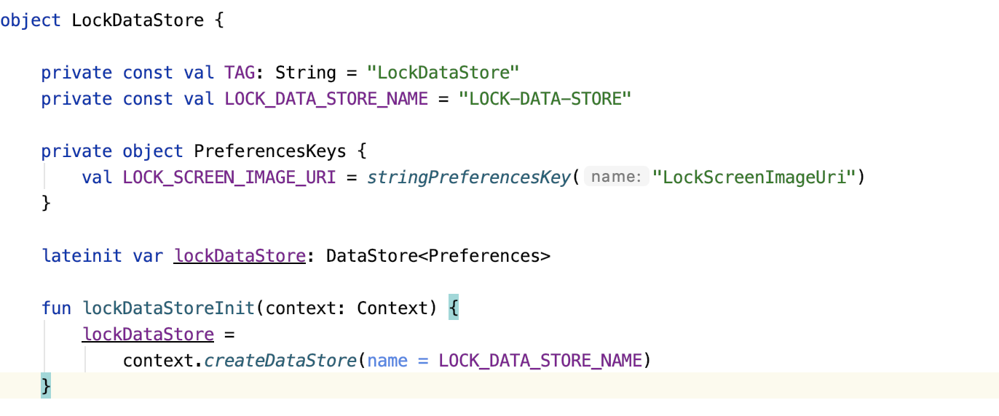 object LockDataStore {
private const val TAG: String = "LockDataStore"
private const val LOCK_DATA_STORE_NAME = "LOCK-DATA-STORE"
private object PreferencesKeys {
val LOCK_SCREEN_IMAGE_URI = stringPreferencesKey( name: "LockScreenImageUri")
}
lateinit var lockDataStore: DataStore<Preferences>
fun lockDataStoreInit(context: Context) {
lockDataStore =
context.createDataStore(name = LOCK_DATA_STORE_NAME)
}